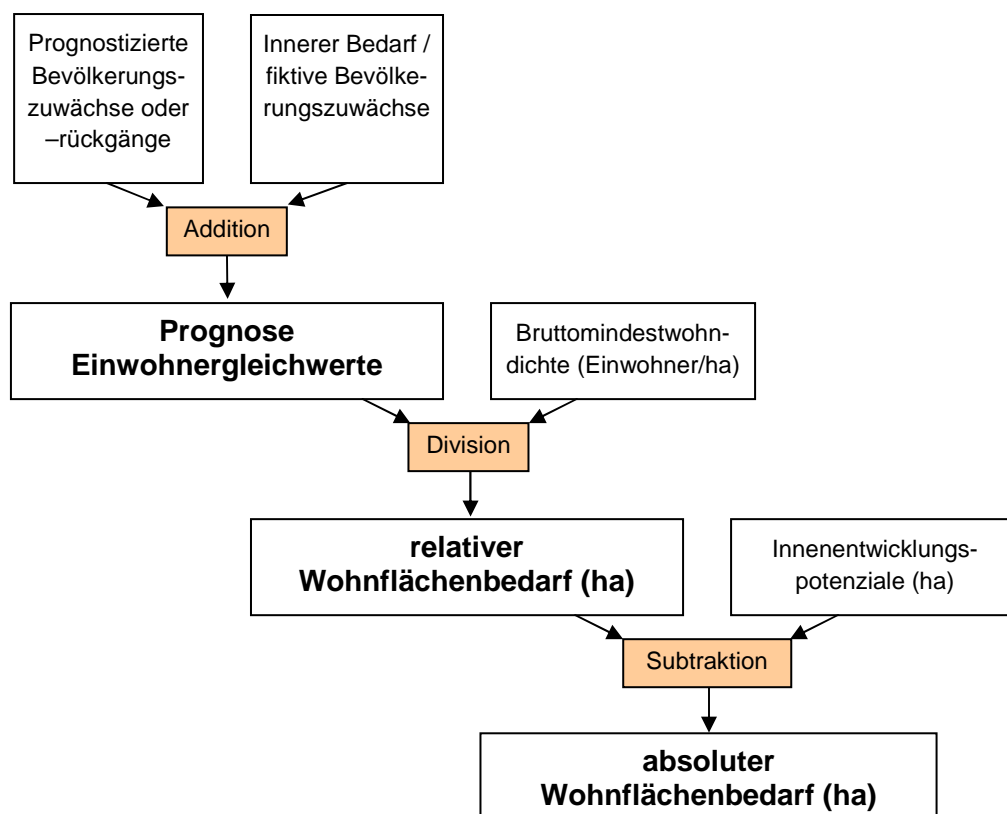 Prognostizierte
Bevölkerungs-
zuwächse oder
–rückgänge
Innerer Bedarf /
fiktive Bevölke-
rungszuwächse
Addition
Prognose
Einwohnergleichwerte
Bruttomindestwohn-
dichte (Einwohner/ha)
Division
relativer
Wohnflächenbedarf (ha)
Innenentwicklungs-
potenziale (ha)
Subtraktion
absoluter
Wohnflächenbedarf (ha)